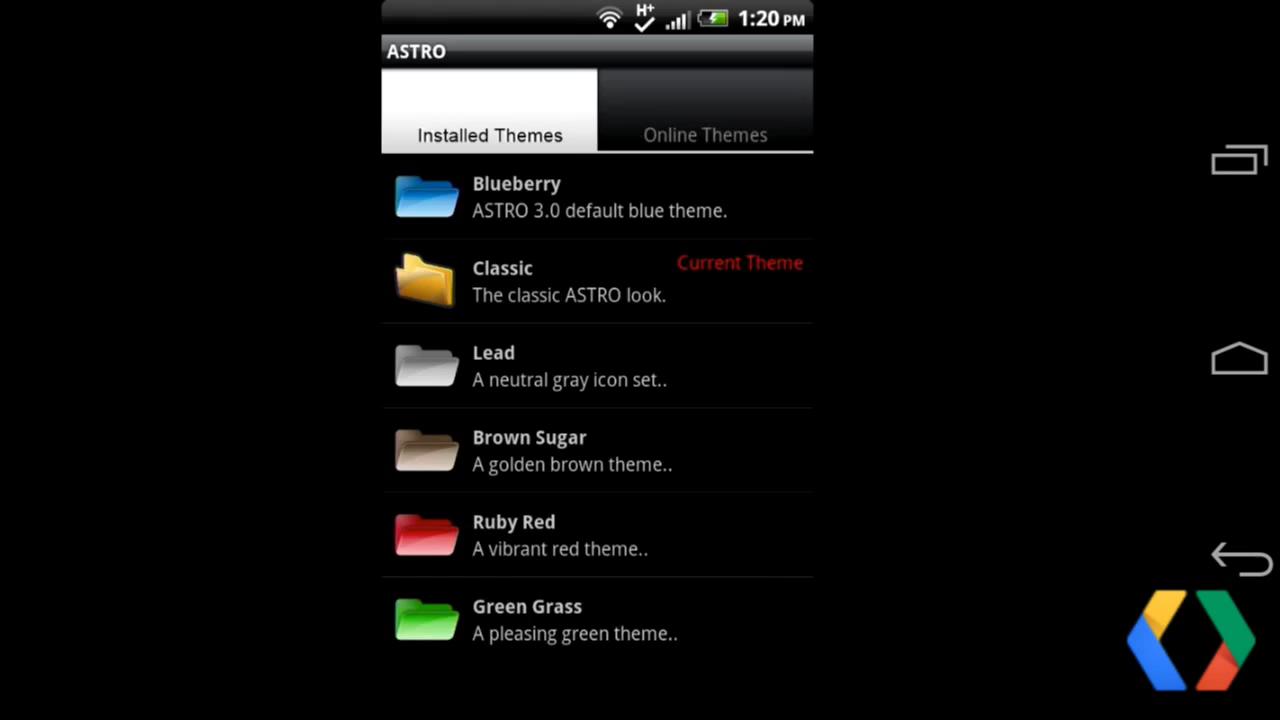 H+
1:20 PM
ASTRO
Installed Themes
Online Themes
Blueberry
ASTRO 3.0 default blue theme.
Classic
Current Theme
The classic ASTRO look.
Lead
A neutral gray icon set..
Brown Sugar
A golden brown theme..
Ruby Red
A vibrant red theme..
Green Grass
A pleasing green theme..